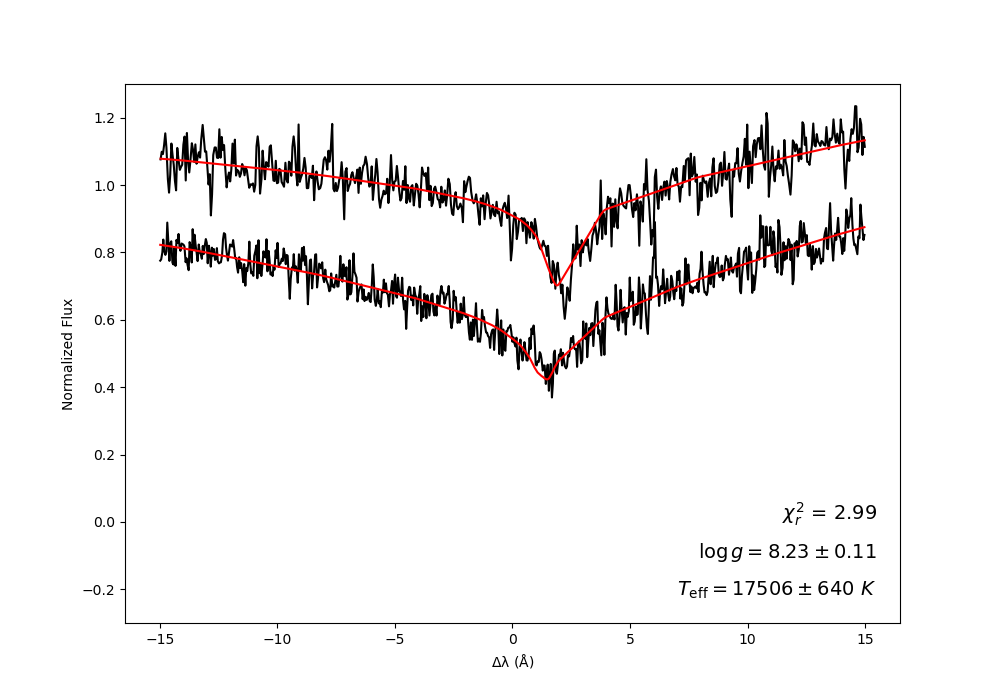 1.2
1.0
0.8
0.6
0.4
0.2
0.0
−0.2
Normalized Flux
−15 −10 −5 0 5 10 15
Δλ (Å)
χ²ᵣ = 2.99
log g = 8.23 ± 0.11
T_eff = 17506 ± 640 K